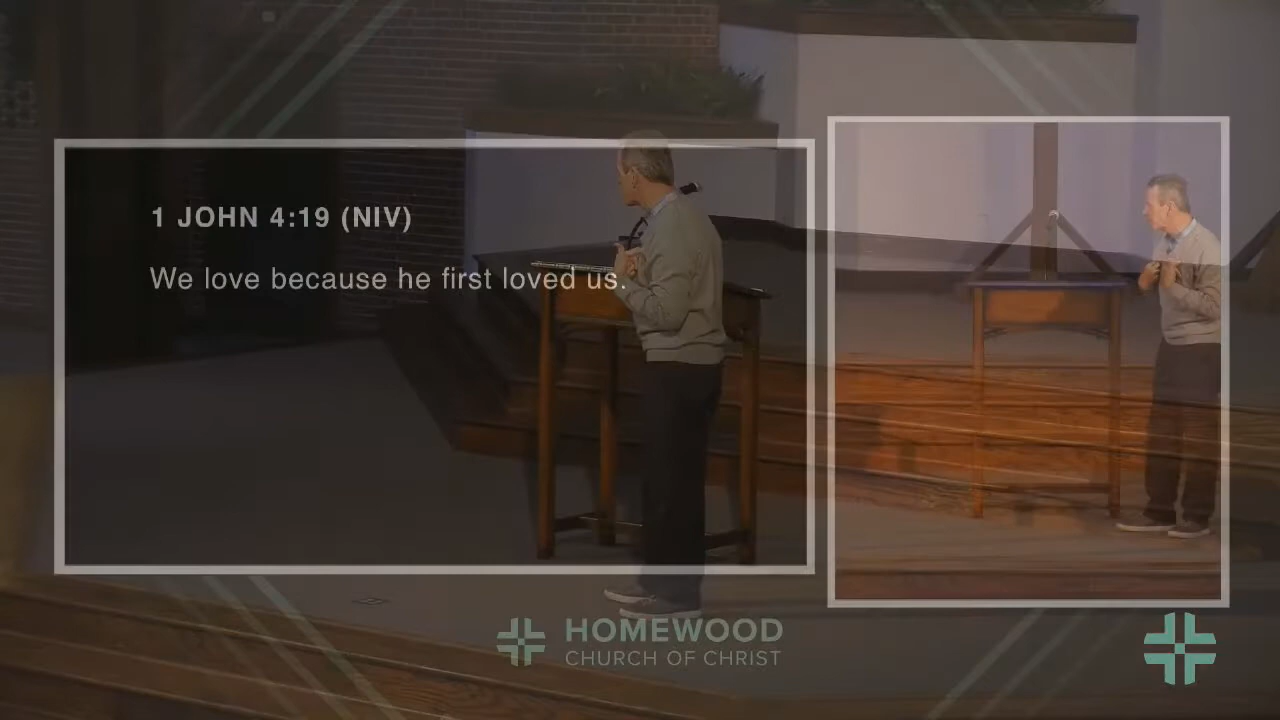 1 JOHN 4:19 (NIV)
We love because he first loved us.
HOMEWOOD
CHURCH OF CHRIST